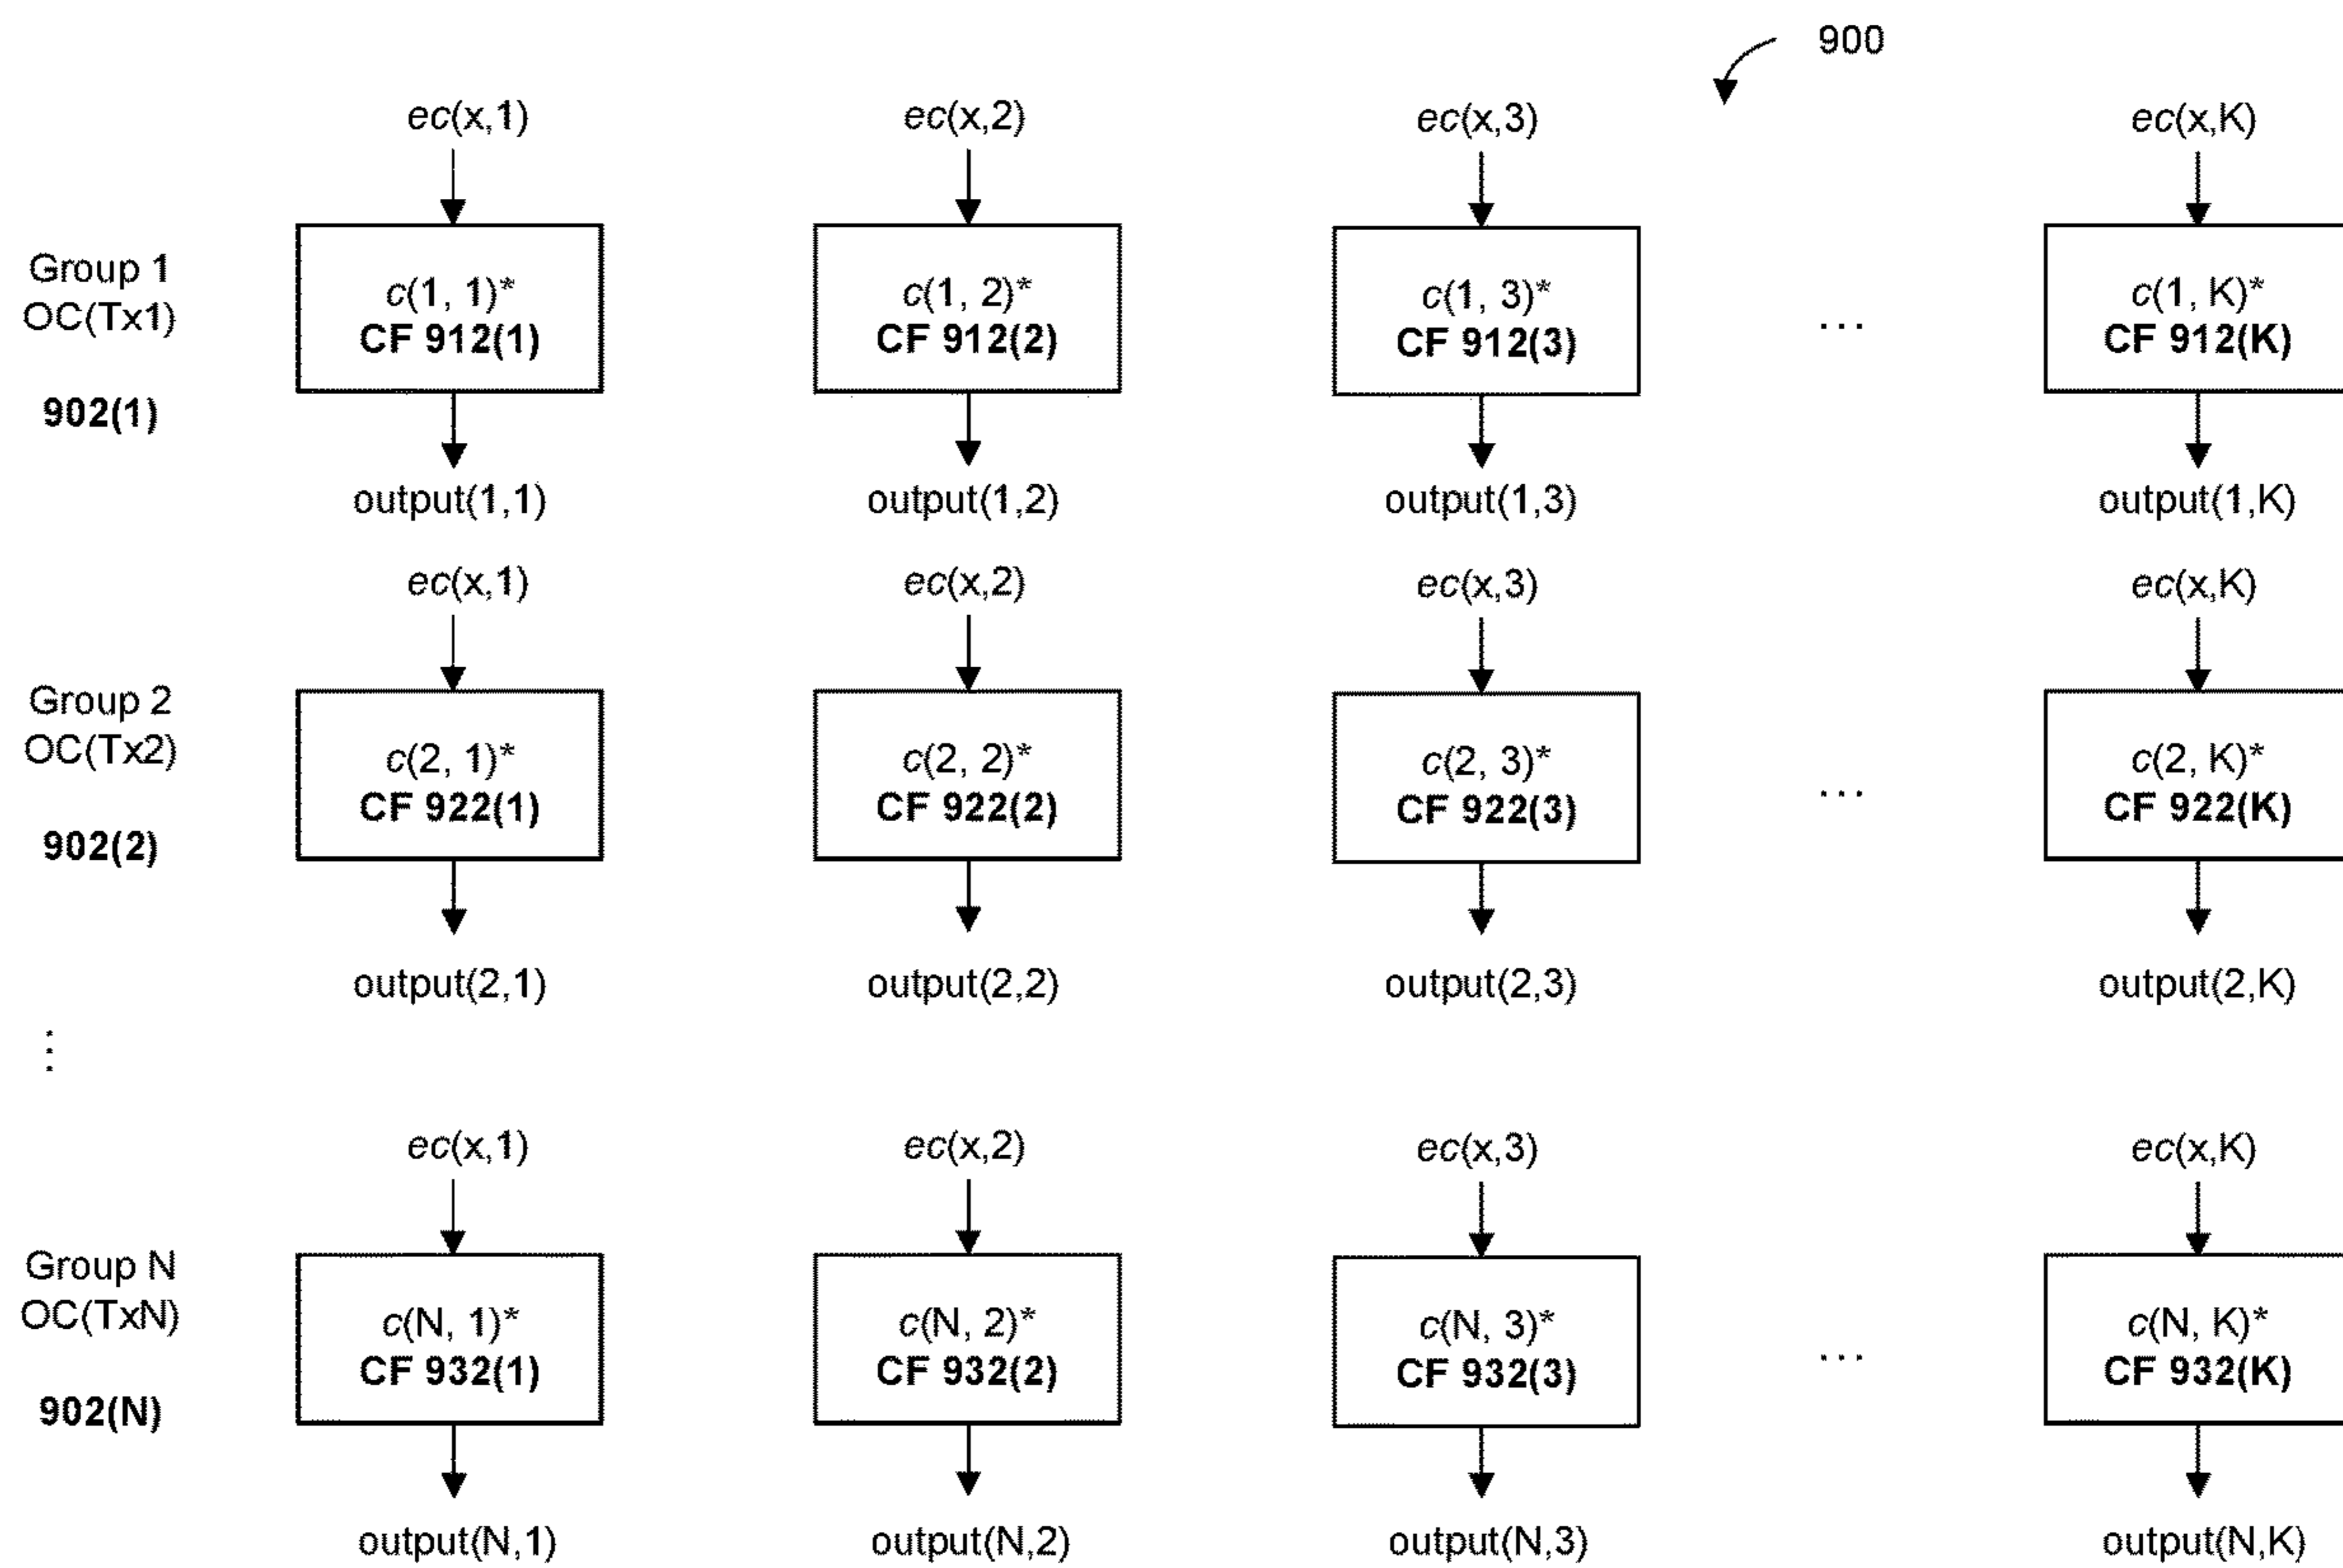 900
ec(x,1) ec(x,2) ec(x,3) ec(x,K)
Group 1
OC(Tx1)
902(1)
c(1, 1)* c(1, 2)* c(1, 3)* ... c(1, K)*
CF 912(1) CF 912(2) CF 912(3) CF 912(K)
output(1,1) output(1,2) output(1,3) output(1,K)
ec(x,1) ec(x,2) ec(x,3) ec(x,K)
Group 2
OC(Tx2)
902(2)
c(2, 1)* c(2, 2)* c(2, 3)* ... c(2, K)*
CF 922(1) CF 922(2) CF 922(3) CF 922(K)
output(2,1) output(2,2) output(2,3) output(2,K)
⋮
ec(x,1) ec(x,2) ec(x,3) ec(x,K)
Group N
OC(TxN)
902(N)
c(N, 1)* c(N, 2)* c(N, 3)* ... c(N, K)*
CF 932(1) CF 932(2) CF 932(3) CF 932(K)
output(N,1) output(N,2) output(N,3) output(N,K)